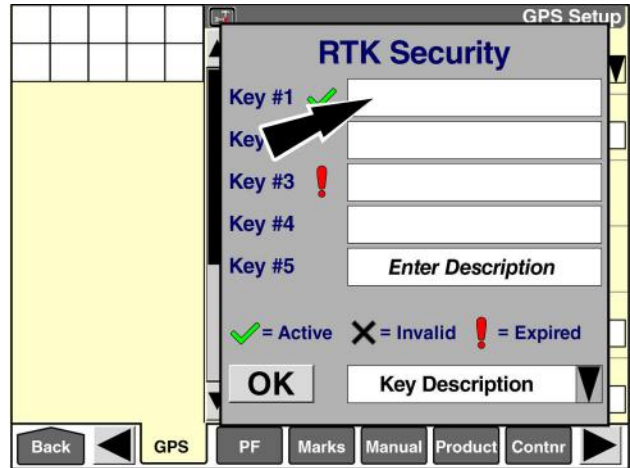 GPS Setup
RTK Security
Key #1
Key
Key #3
Key #4
Key #5 Enter Description
= Active = Invalid = Expired
OK Key Description
Back GPS PF Marks Manual Product Contnr